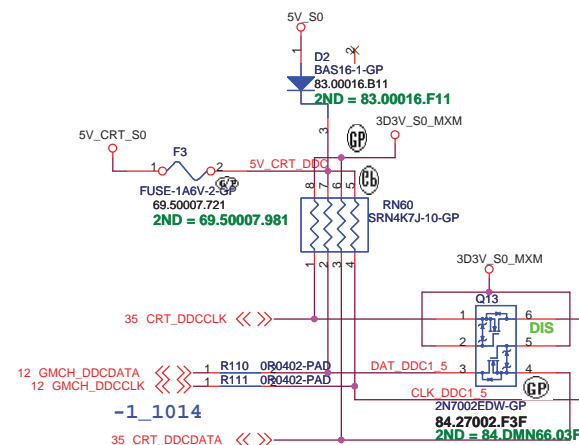 5V_S0
1
2
D2
BAS16-1-GP
83.00016.B11
2ND = 83.00016.F11
3
GP
3D3V_S0_MXM
5V_CRT_S0
F3
1
2
5V_CRT_DDC
FUSE-1A6V-2-GP
69.50007.721
2ND = 69.50007.981
8
7
6
5
RN60
SRN4K7J-10-GP
1
2
3
4
3D3V_S0_MXM
Q13
35 CRT_DDCCLK
1
6
DIS
2
5
12 GMCH_DDCDATA
1
R110
0R0402-PAD
DAT_DDC1_5
3
4
12 GMCH_DDCCLK
1
R111
0R0402-PAD
CLK_DDC1_5
GP
2N7002EDW-GP
84.27002.F3F
-1_1014
35 CRT_DDCDATA
2ND = 84.DMN66.03F